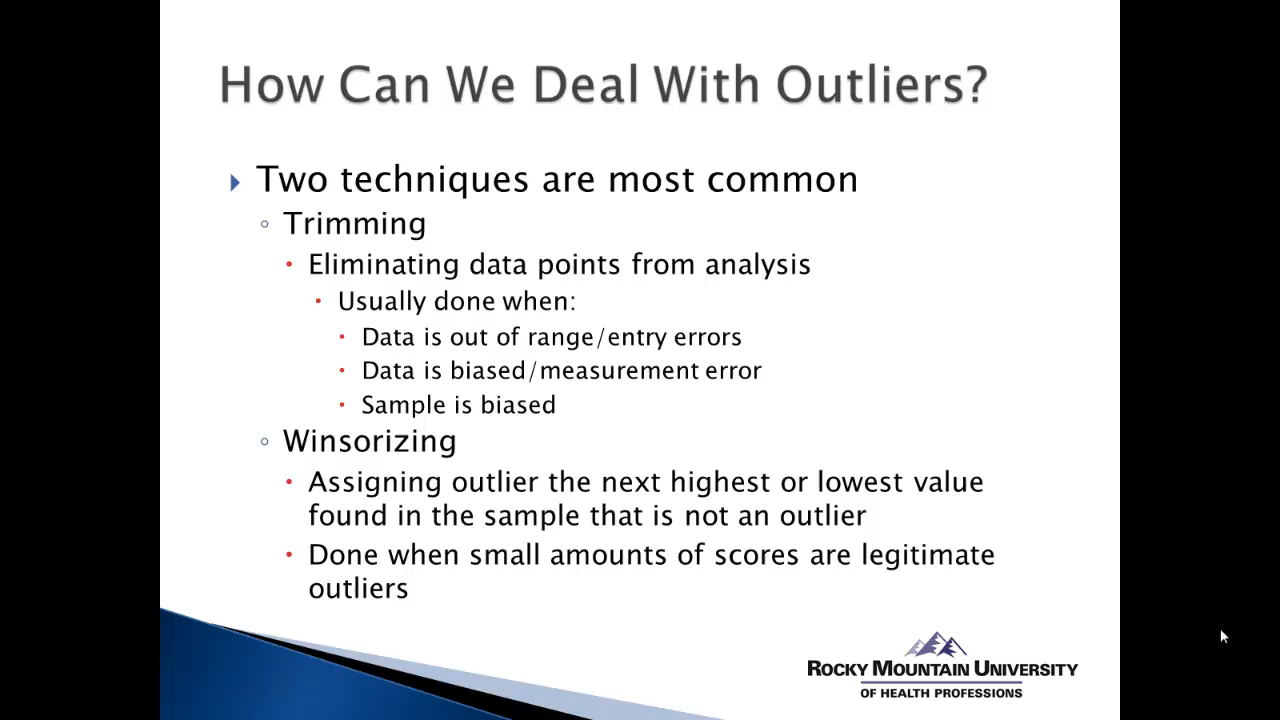 How Can We Deal With Outliers?
Two techniques are most common
Trimming
Eliminating data points from analysis
Usually done when:
Data is out of range/entry errors
Data is biased/measurement error
Sample is biased
Winsorizing
Assigning outlier the next highest or lowest value
found in the sample that is not an outlier
Done when small amounts of scores are legitimate
outliers
ROCKY MOUNTAIN UNIVERSITY
OF HEALTH PROFESSIONS